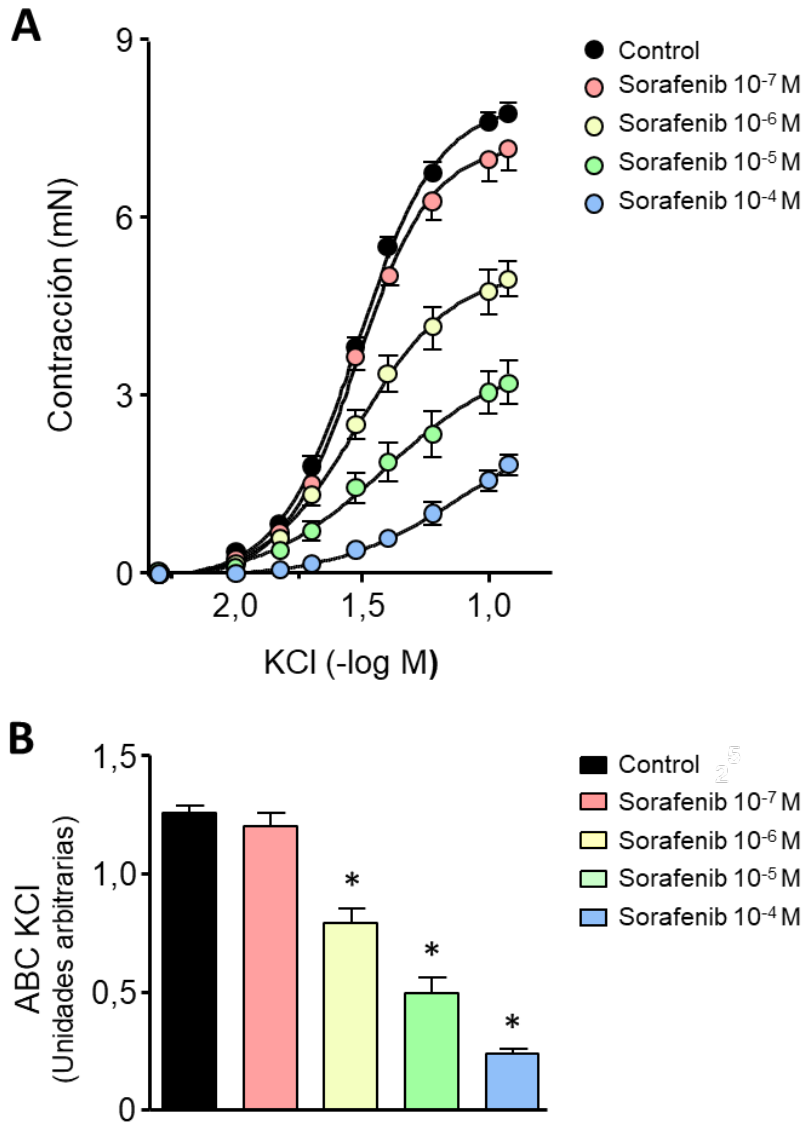 A
9
6
3
0
Contracción (mN)
2,0 1,5 1,0
KCl (-log M)
Control
Sorafenib 10⁻⁷ M
Sorafenib 10⁻⁶ M
Sorafenib 10⁻⁵ M
Sorafenib 10⁻⁴ M
B
1,5
1,0
0,5
0
ABC KCl
(Unidades arbitrarias)
*
*
*
Control
Sorafenib 10⁻⁷ M
Sorafenib 10⁻⁶ M
Sorafenib 10⁻⁵ M
Sorafenib 10⁻⁴ M